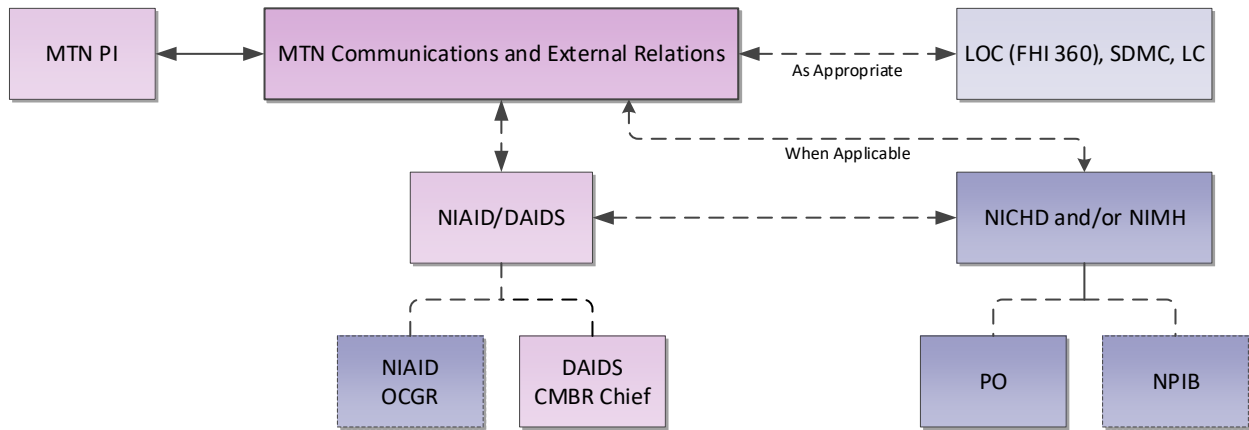 MTN PI
MTN Communications and External Relations
As Appropriate
LOC (FHI 360), SDMC, LC
When Applicable
NIAID/DAIDS
NICHD and/or NIMH
NIAID
OCGR
DAIDS
CMBR Chief
PO
NPIB